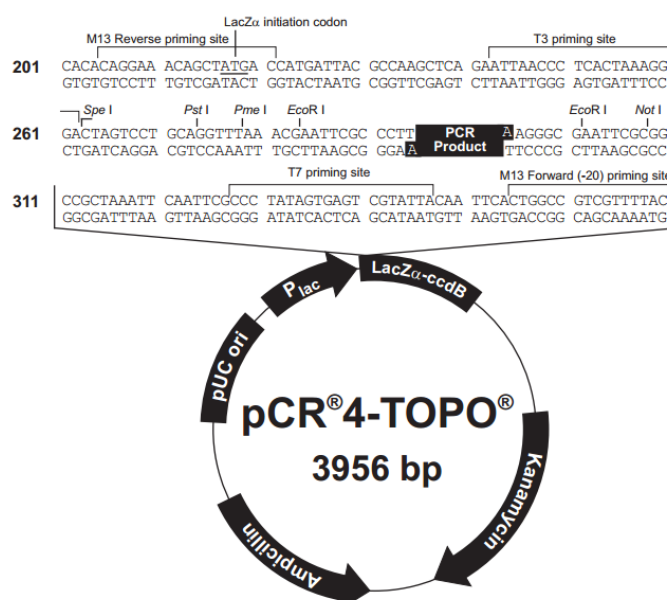 LacZα initiation codon
M13 Reverse priming site T3 priming site
201 CACACAGGAA ACAGCTATGA CCATGATTAC GCCAAGCTCA GAATTAACCC TCACTAAAGG
GTGTGTCCTT TGTCGATACT GGTACTAATG CGGTTCGAGT CTTAATTGGG AGTGATTTCC
Spe I Pst I Pme I EcoR I EcoR I Not I
261 GACTAGTCCT GCAGGTTTAA ACGAATTCGC CCTT PCR Product AAGGGC GAATTCGCGG
CTGATCAGGA CGTCCAAATT TGCTTAAGCG GGAA TTCCCG CTTAAGCGCC
T7 priming site M13 Forward (-20) priming site
311 CCGCTAAATT CAATTCGCCC TATAGTGAGT CGTATTACAA TTCACTGGCC GTCGTTTTAC
GGCGATTTAA GTTAAGCGGG ATATCACTCA GCATAATGTT AAGTGACCGG CAGCAAAATG
Plac
LacZα-ccdB
pUC ori
pCR®4-TOPO®
3956 bp
Kanamycin
Ampicillin